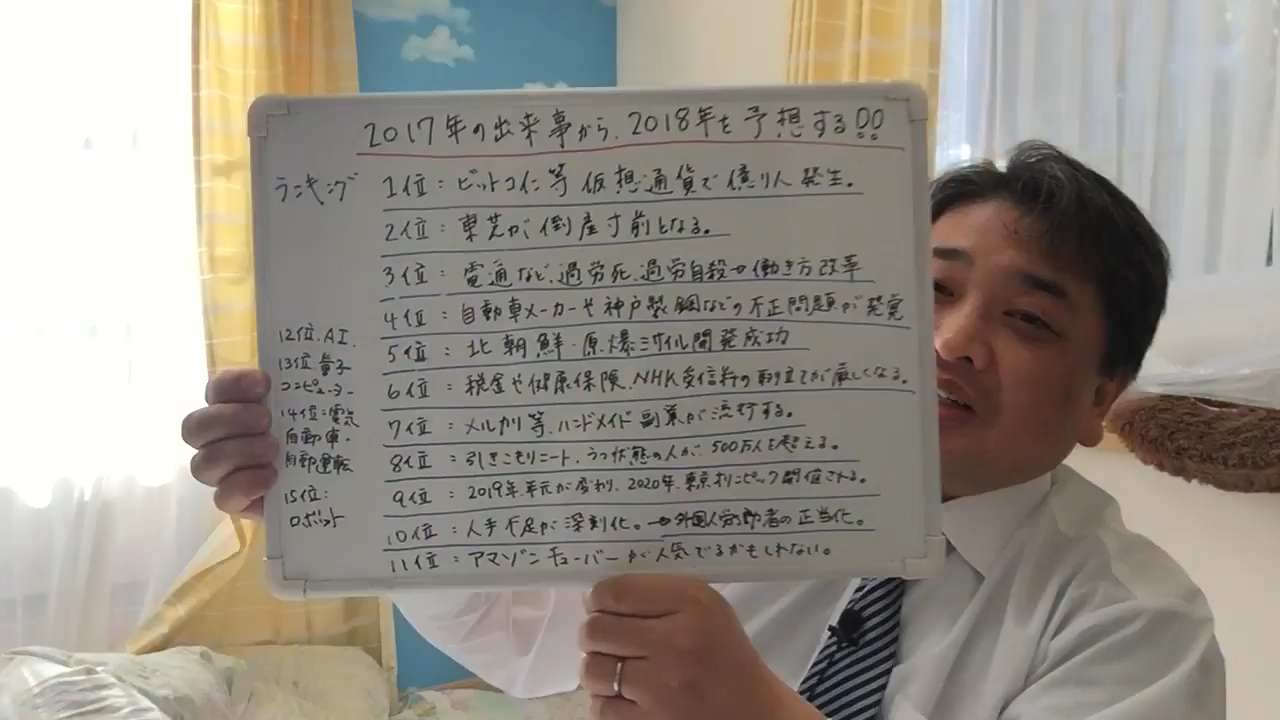 2017年の出来事から、2018年を予想する!!
ランキング
1位：ビットコイン等 仮想通貨で億り人 発生。
2位：東芝が倒産寸前となる。
3位：電通など、過労死、過労自殺→働き方改革
4位：自動車メーカーや神戸製鋼などの不正問題が発覚
5位：北朝鮮・原爆ミサイル開発成功
6位：税金や健康保険、NHK受信料の取り立てが厳しくなる。
7位：メルカリ等、ハンドメイド副業が流行する。
8位：引きこもりニート、うつ状態の人が、500万人を超える。
9位：2019年、年元が変わり、2020年、東京オリンピック開催される。
10位：人手不足が深刻化。→外国人労働者の正当化。
11位：アマゾンチューバーが人気でるかもしれない。
12位．AI．
13位 量子
コンピューター
14位：電気
自動車・
自動運転
15位：
ロボット